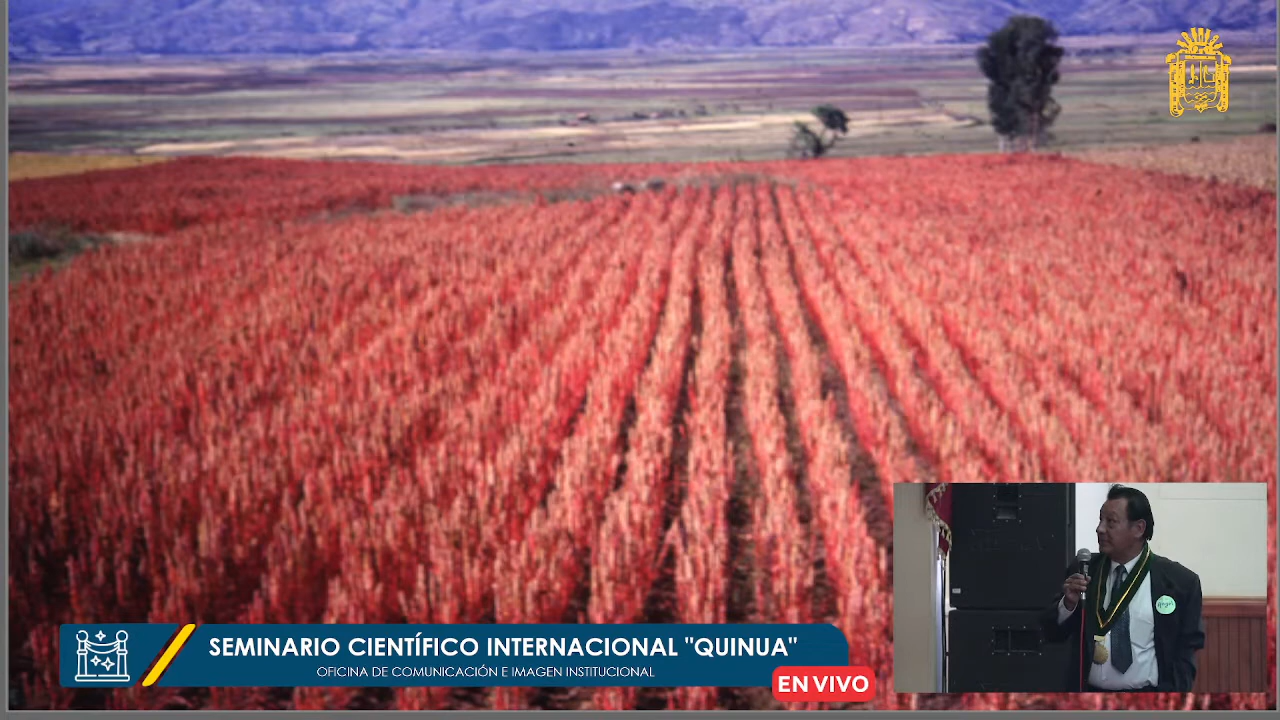 SEMINARIO CIENTÍFICO INTERNACIONAL "QUINUA"
OFICINA DE COMUNICACIÓN E IMAGEN INSTITUCIONAL
EN VIVO